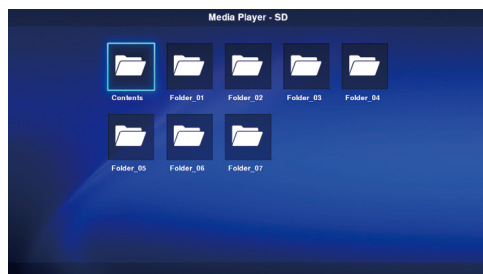 Media Player - SD
Contents Folder_01 Folder_02 Folder_03 Folder_04
Folder_05 Folder_06 Folder_07